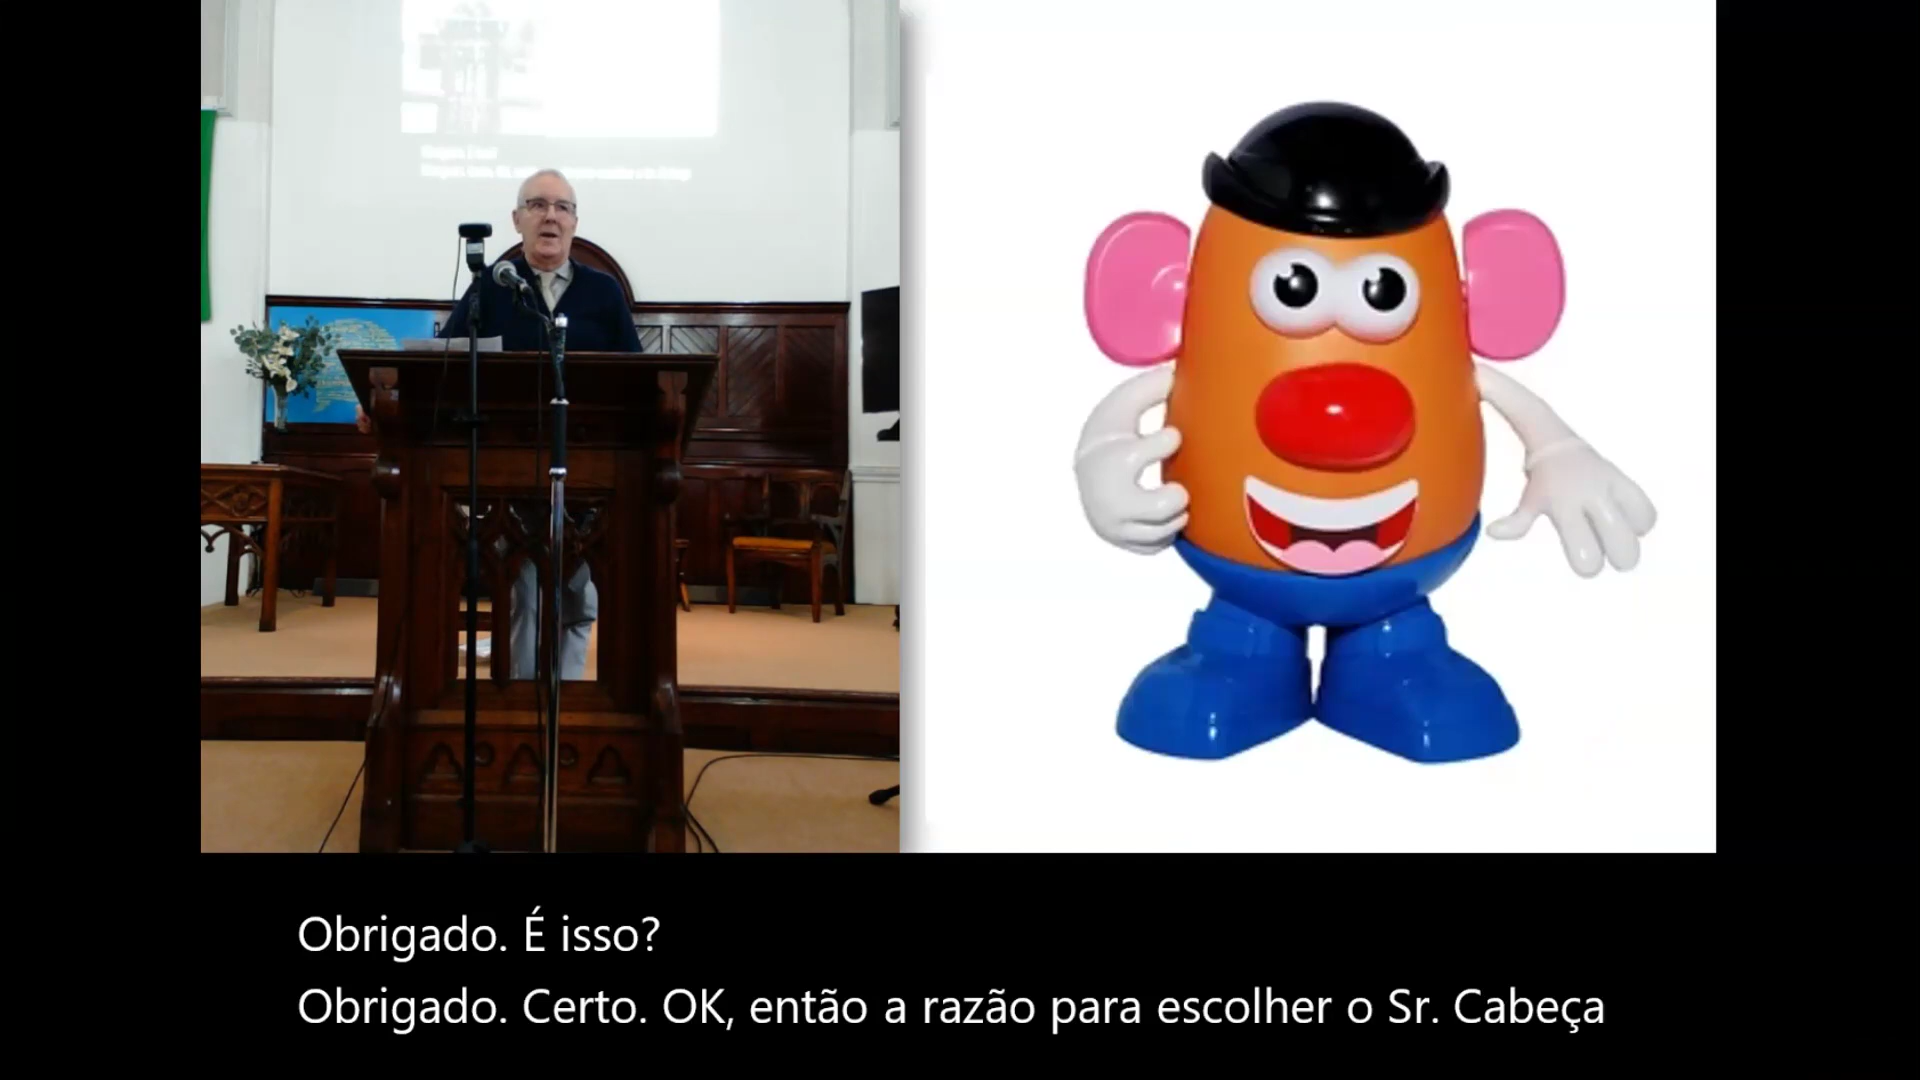 Obrigado. É isso?
Obrigado. Certo. OK, então a razão para escolher o Sr. Cabeça